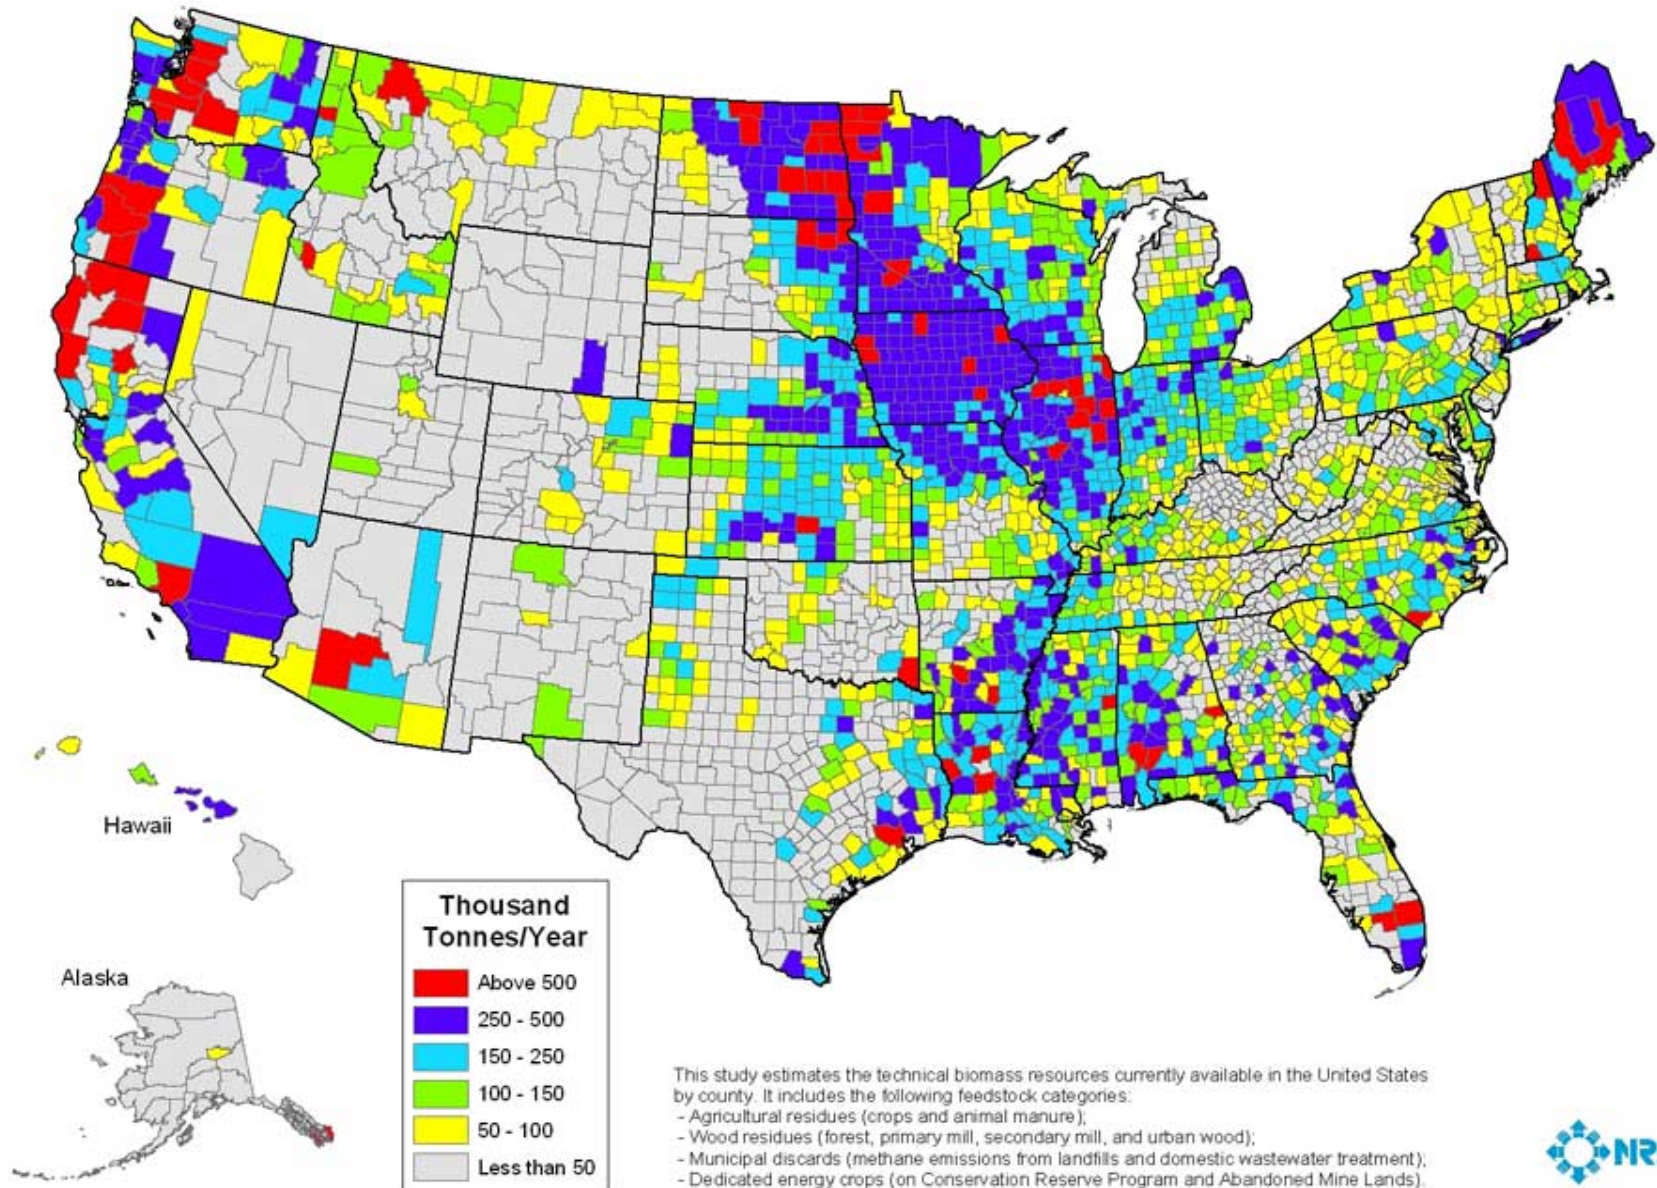 Hawaii
Alaska
Thousand
Tonnes/Year
Above 500
250 - 500
150 - 250
100 - 150
50 - 100
Less than 50
This study estimates the technical biomass resources currently available in the United States
by county. It includes the following feedstock categories:
- Agricultural residues (crops and animal manure);
- Wood residues (forest, primary mill, secondary mill, and urban wood);
- Municipal discards (methane emissions from landfills and domestic wastewater treatment);
- Dedicated energy crops (on Conservation Reserve Program and Abandoned Mine Lands).
NR